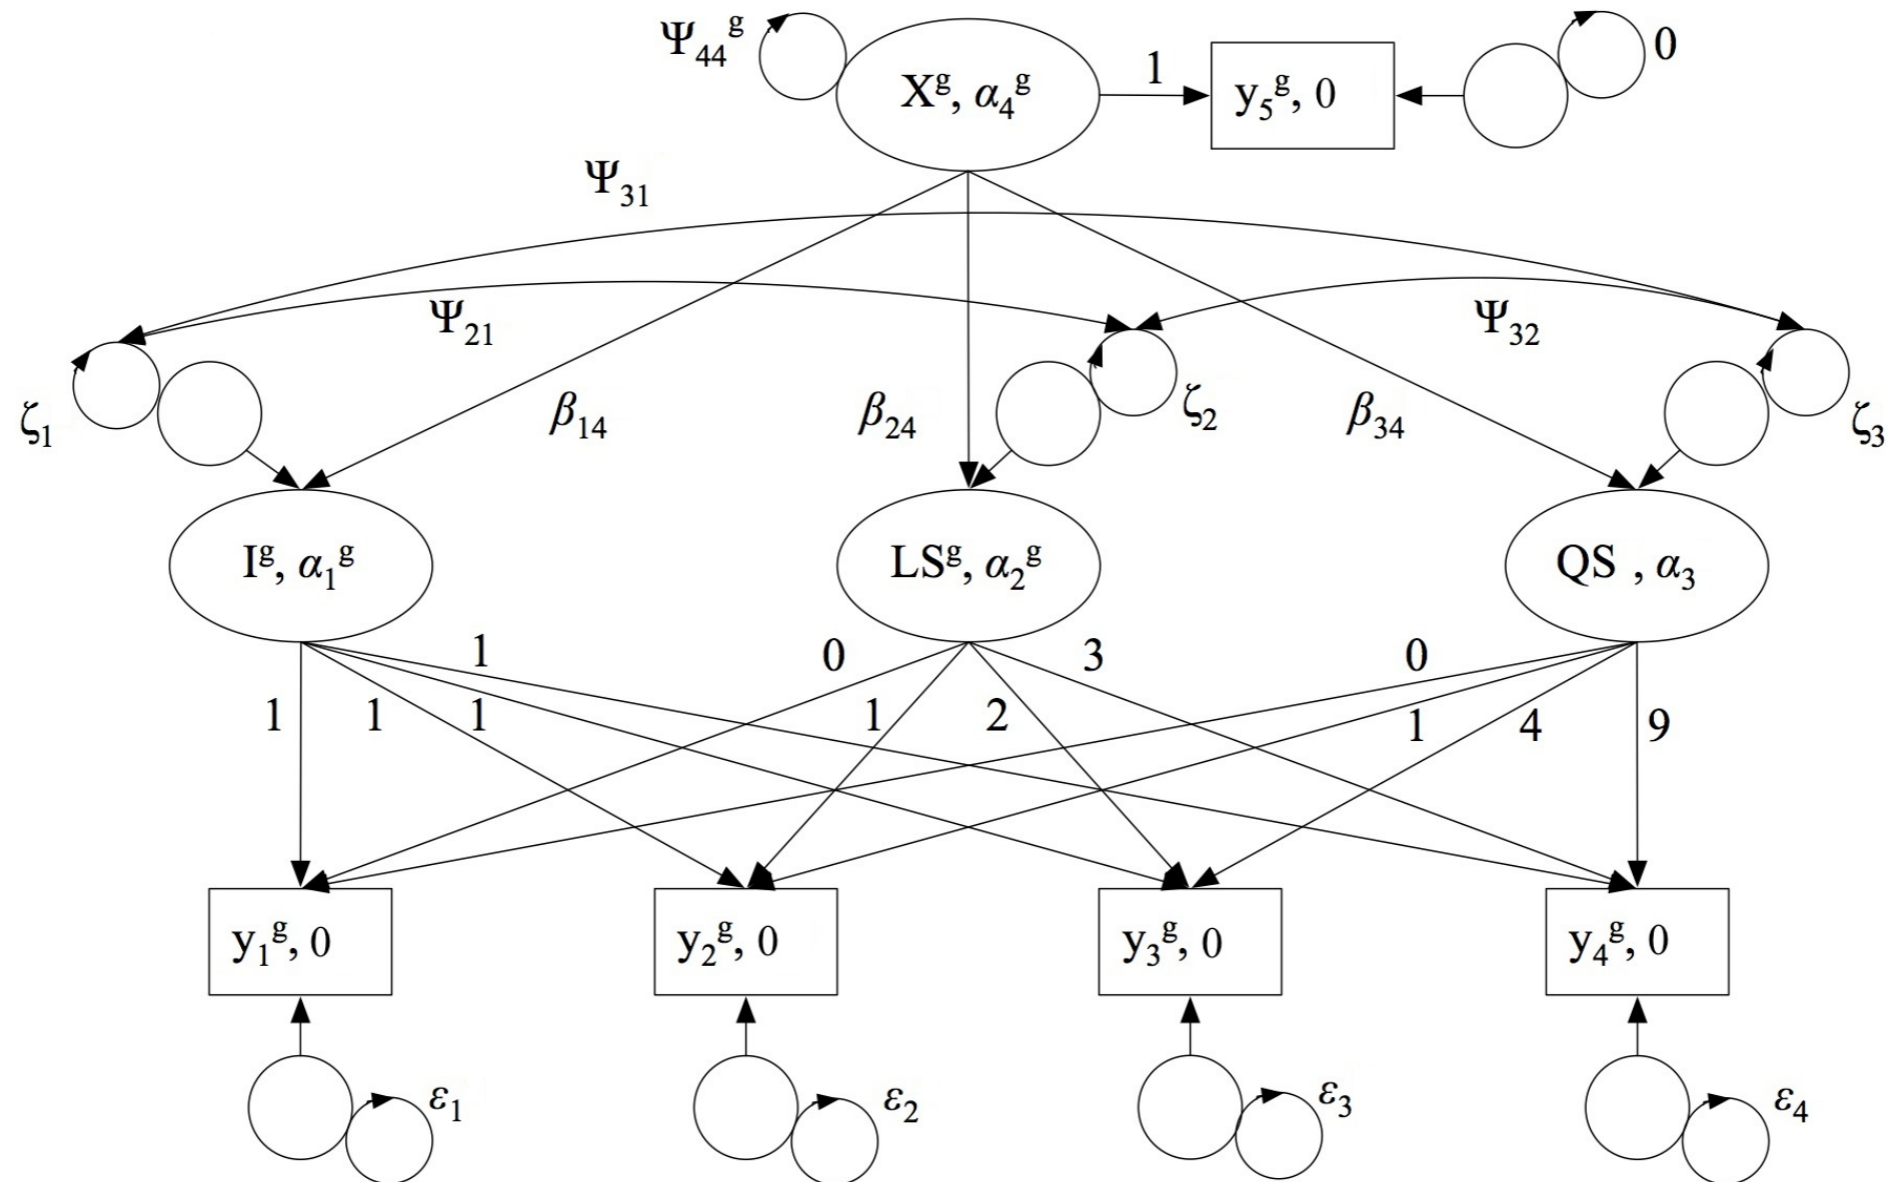 Ψ₄₄ᵍ
Xᵍ, α₄ᵍ
1
y₅ᵍ, 0
0
Ψ₃₁
Ψ₂₁
Ψ₃₂
ζ₁
β₁₄
β₂₄
ζ₂
β₃₄
ζ₃
Iᵍ, α₁ᵍ
LSᵍ, α₂ᵍ
QS , α₃
1
0
3
0
1
1
1
1
2
1
4
9
y₁ᵍ, 0
y₂ᵍ, 0
y₃ᵍ, 0
y₄ᵍ, 0
ε₁
ε₂
ε₃
ε₄